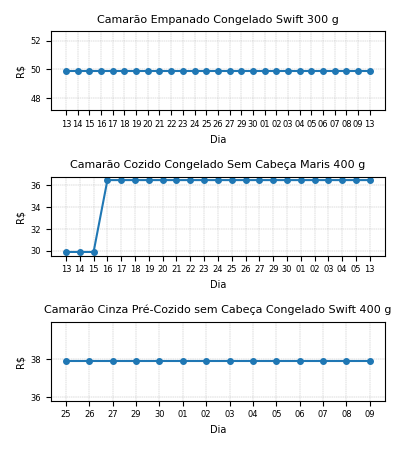 Camarão Empanado Congelado Swift 300 g
52
50
48
R$
13 14 15 16 17 18 19 20 21 22 23 24 25 26 27 29 30 01 02 03 04 05 06 07 08 09 13
Dia
Camarão Cozido Congelado Sem Cabeça Maris 400 g
36
34
32
30
R$
13 14 15 16 17 18 19 20 21 22 23 24 25 26 27 29 30 01 02 03 04 05 13
Dia
Camarão Cinza Pré-Cozido sem Cabeça Congelado Swift 400 g
38
36
R$
25 26 27 29 30 01 02 03 04 05 06 07 08 09
Dia